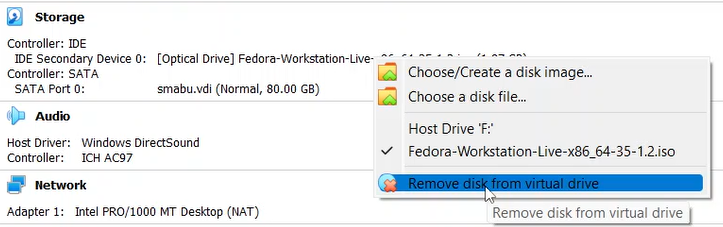 Storage
Controller: IDE
IDE Secondary Device 0: [Optical Drive] Fedora-Workstation-Live-
Choose/Create a disk image...
Controller: SATA
SATA Port 0: smabu.vdi (Normal, 80.00 GB)
Choose a disk file...
Audio
Host Driver: Windows DirectSound
Host Drive 'F:'
Controller: ICH AC97
Fedora-Workstation-Live-x86_64-35-1.2.iso
Network
Remove disk from virtual drive
Adapter 1: Intel PRO/1000 MT Desktop (NAT)
Remove disk from virtual drive